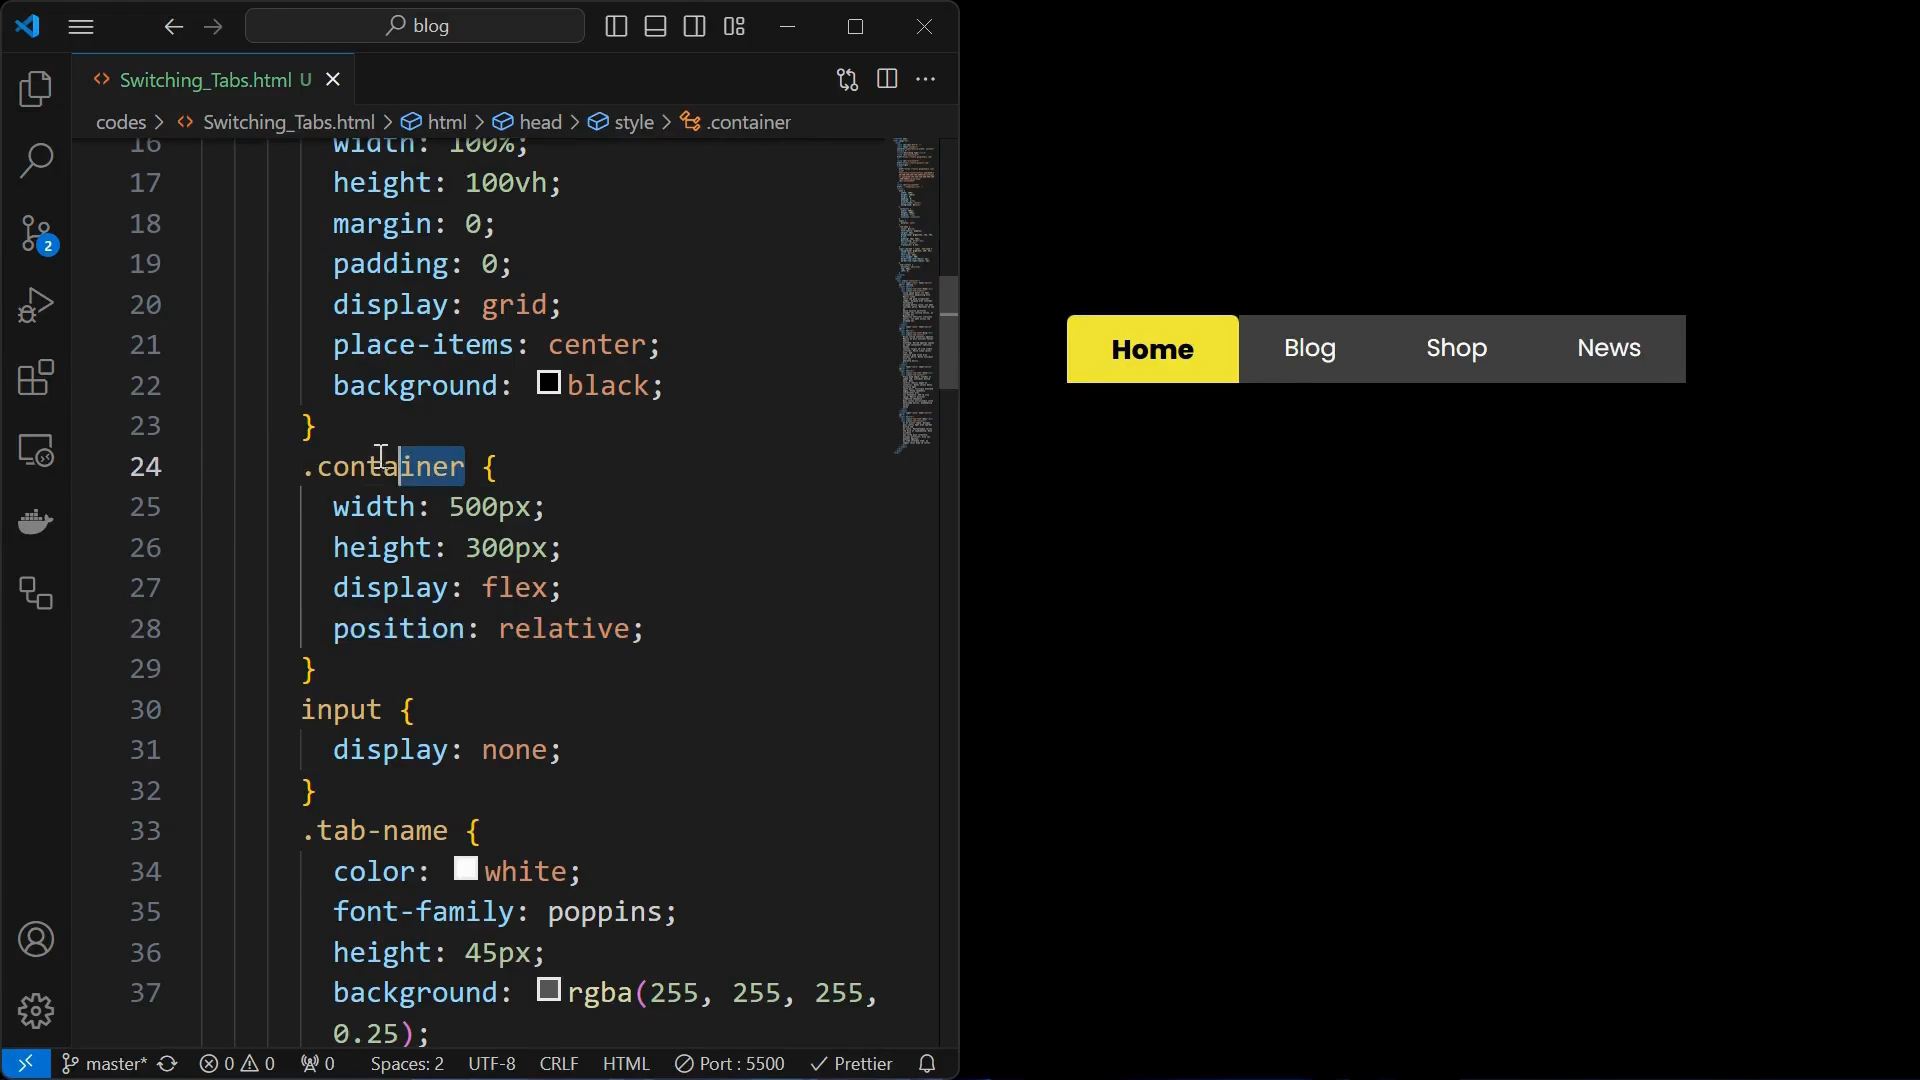 blog
Switching_Tabs.html U
codes > Switching_Tabs.html > html > head > style > .container
16 width: 100%;
17 height: 100vh;
18 margin: 0;
19 padding: 0;
20 display: grid;
21 place-items: center;
22 background: black;
23 }
24 .container {
25 width: 500px;
26 height: 300px;
27 display: flex;
28 position: relative;
29 }
30 input {
31 display: none;
32 }
33 .tab-name {
34 color: white;
35 font-family: poppins;
36 height: 45px;
37 background: rgba(255, 255, 255,
0.25);
2
master* 0 0 0 Spaces: 2 UTF-8 CRLF HTML Port : 5500 Prettier
Home Blog Shop News